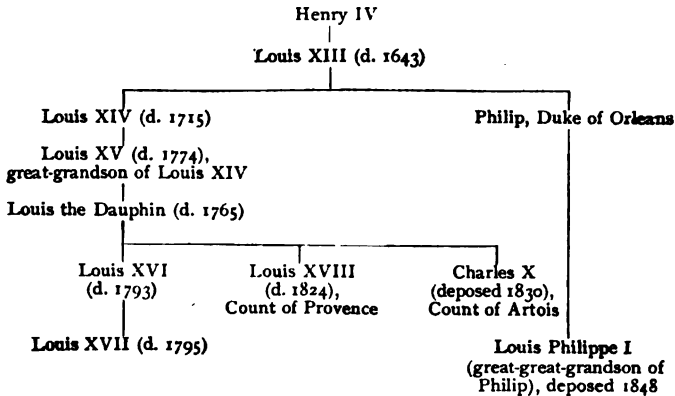 Henry IV
Louis XIII (d. 1643)
Louis XIV (d. 1715)
Philip, Duke of Orleans
Louis XV (d. 1774),
great-grandson of Louis XIV
Louis the Dauphin (d. 1765)
Louis XVI
(d. 1793)
Louis XVIII
(d. 1824),
Count of Provence
Charles X
(deposed 1830),
Count of Artois
Louis XVII (d. 1795)
Louis Philippe I
(great-great-grandson of
Philip), deposed 1848